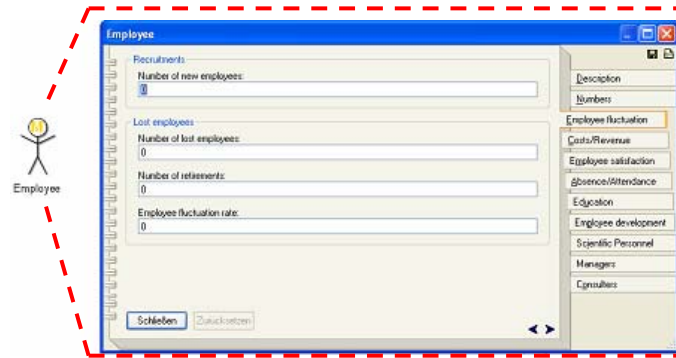 Employee
Recruitments
Number of new employees:
0
Lost employees
Number of lost employees:
0
Number of retirements:
0
Employee fluctuation rate:
0
Schließen
Zurücksetzen
Description
Numbers
Employee fluctuation
Costs/Revenue
Employee satisfaction
Absence/Attendance
Education
Employee development
Scientific Personnel
Managers
Consulters
M
Employee